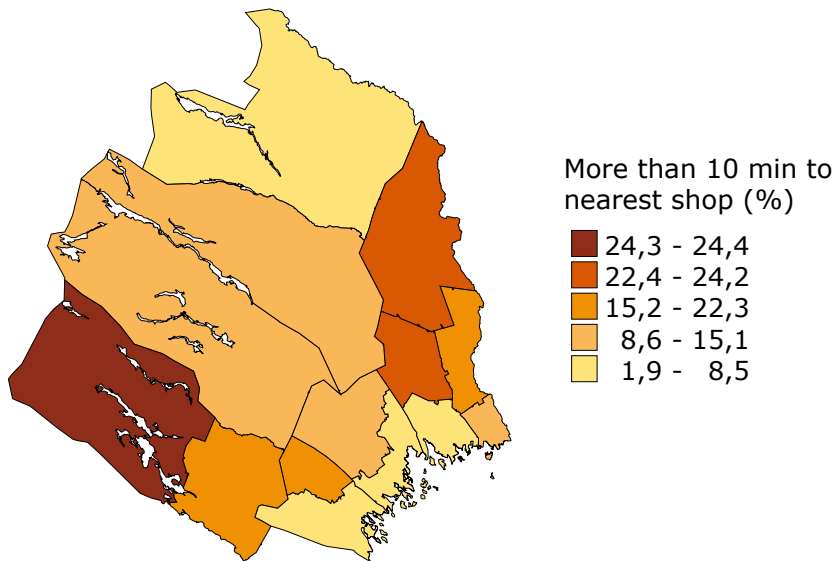 More than 10 min to
nearest shop (%)
24,3 - 24,4
22,4 - 24,2
15,2 - 22,3
8,6 - 15,1
1,9 - 8,5